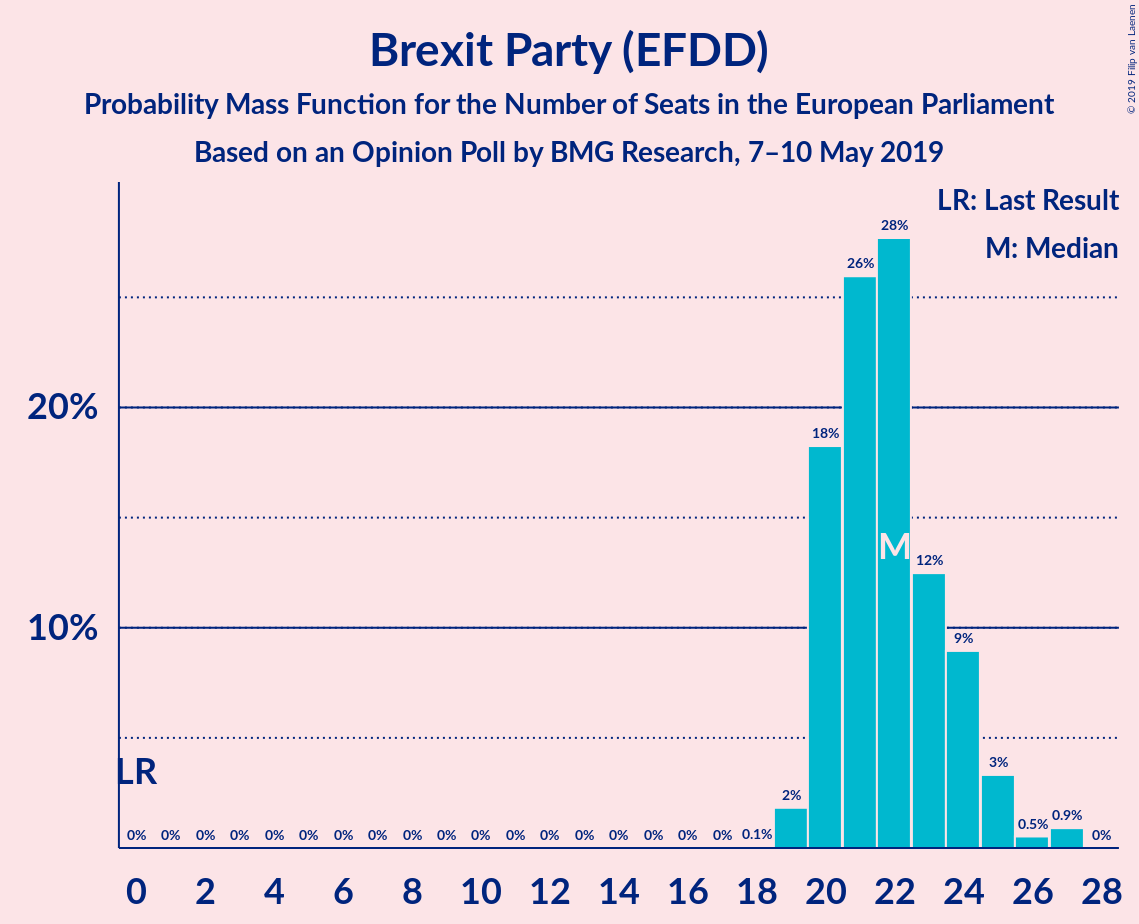 Brexit Party (EFDD)
Probability Mass Function for the Number of Seats in the European Parliament
Based on an Opinion Poll by BMG Research, 7–10 May 2019
© 2019 Filip van Laenen
LR: Last Result
M: Median
28%
26%
20%
18%
M
12%
10%
9%
LR
3%
2%
0% 0% 0% 0% 0% 0% 0% 0% 0% 0% 0% 0% 0% 0% 0% 0% 0% 0% 0.1% 0.5% 0.9% 0%
0 2 4 6 8 10 12 14 16 18 20 22 24 26 28